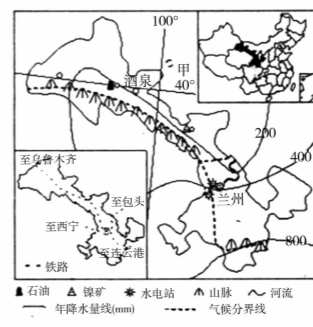 100°
甲
40°
酒泉
200
400
兰州
800
至乌鲁木齐
至包头
至西宁
至连云港
铁路
石油 镍矿 水电站 山脉 河流
年降水量线(mm) 气候分界线